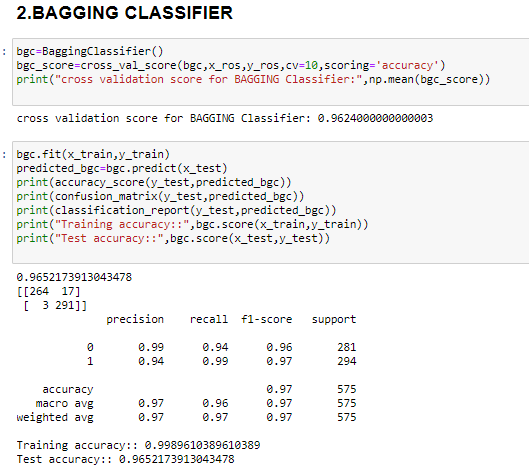 2.BAGGING CLASSIFIER
: bgc=BaggingClassifier()
bgc_score=cross_val_score(bgc,x_ros,y_ros,cv=10,scoring='accuracy')
print("cross validation score for BAGGING Classifier:",np.mean(bgc_score))
cross validation score for BAGGING Classifier: 0.9624000000000003
: bgc.fit(x_train,y_train)
predicted_bgc=bgc.predict(x_test)
print(accuracy_score(y_test,predicted_bgc))
print(confusion_matrix(y_test,predicted_bgc))
print(classification_report(y_test,predicted_bgc))
print("Training accuracy::",bgc.score(x_train,y_train))
print("Test accuracy::",bgc.score(x_test,y_test))
0.9652173913043478
[[264  17]
 [  3 291]]
              precision    recall  f1-score   support
           0       0.99      0.94      0.96       281
           1       0.94      0.99      0.97       294
    accuracy                           0.97       575
   macro avg       0.97      0.96      0.97       575
weighted avg       0.97      0.97      0.97       575
Training accuracy:: 0.9989610389610389
Test accuracy:: 0.9652173913043478